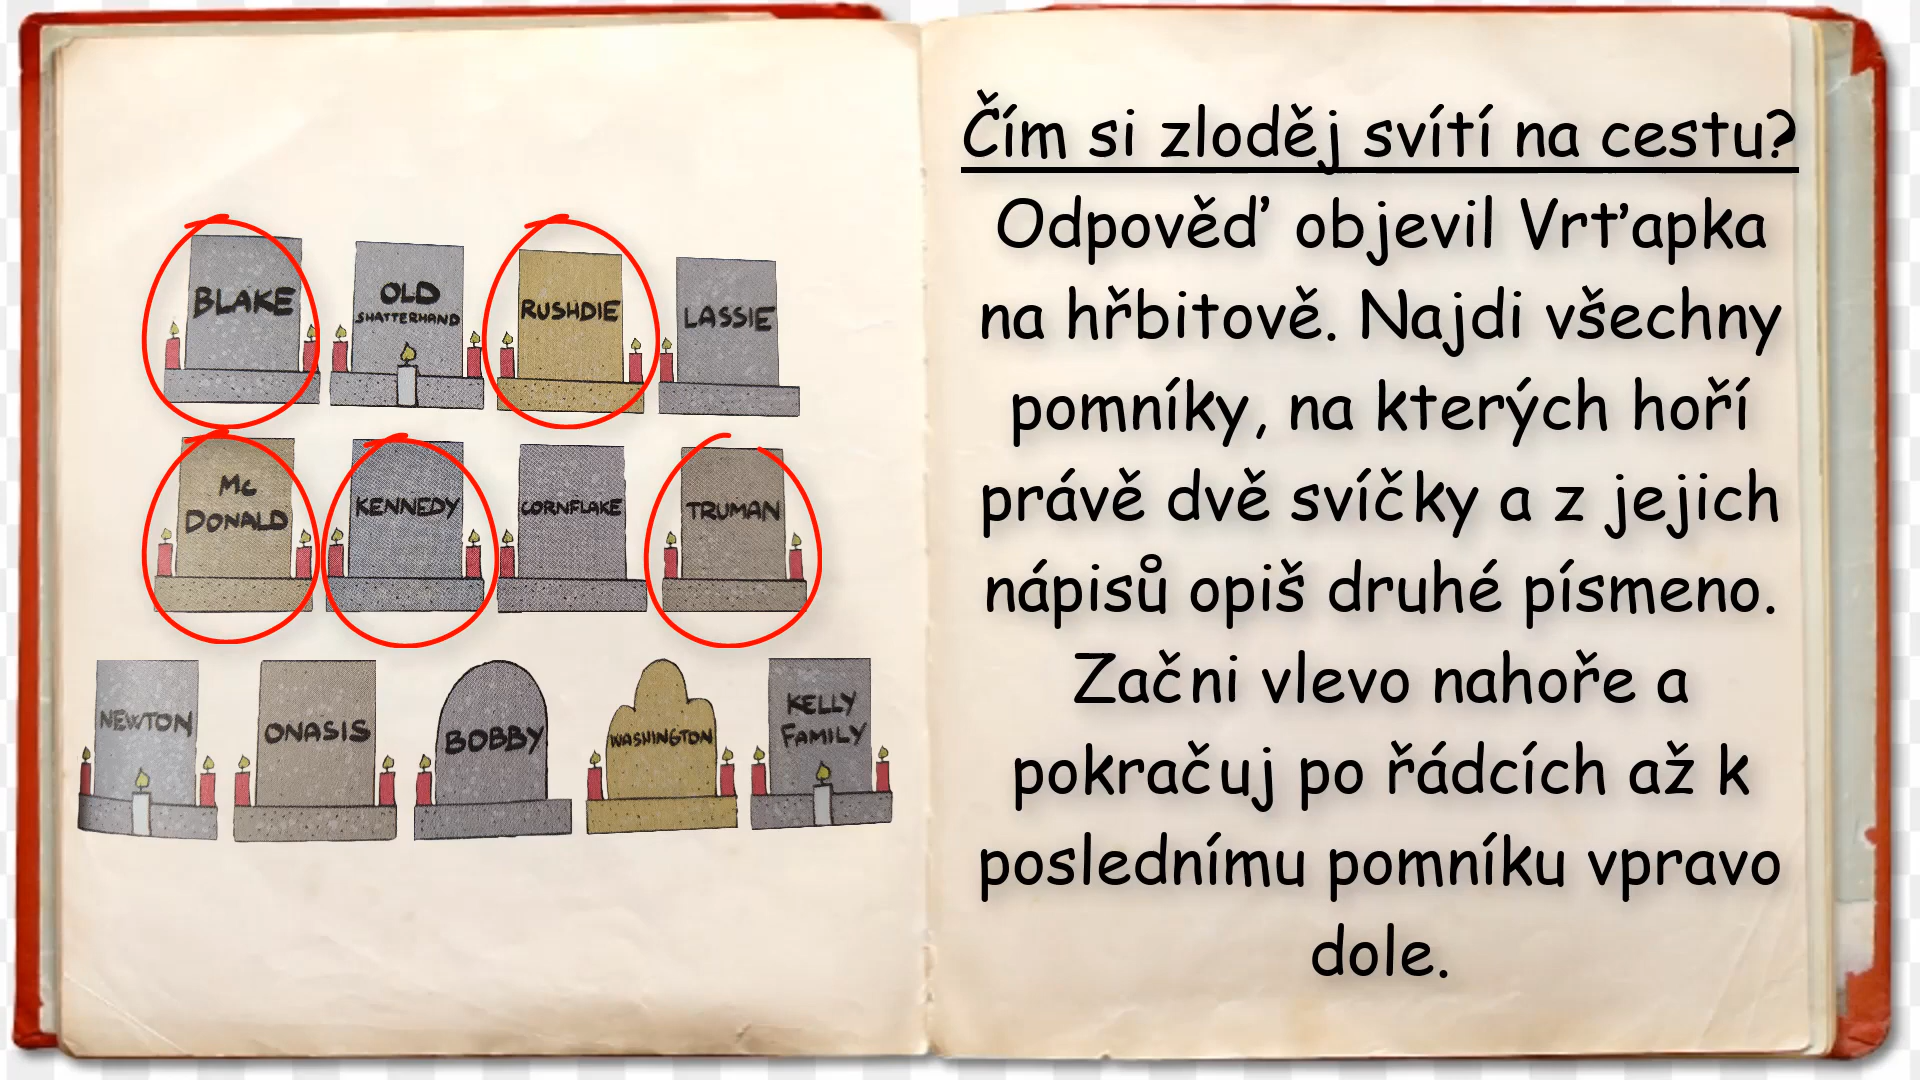 BLAKE
OLD
SHATTERHAND
RUSHDIE
LASSIE
Mc
DONALD
KENNEDY
CORNFLAKE
TRUMAN
NEWTON
ONASIS
BOBBY
WASHINGTON
KELLY
FAMILY
Čím si zloděj svítí na cestu?
Odpověď objevil Vrťapka
na hřbitově. Najdi všechny
pomníky, na kterých hoří
právě dvě svíčky a z jejich
nápisů opiš druhé písmeno.
Začni vlevo nahoře a
pokračuj po řádcích až k
poslednímu pomníku vpravo
dole.